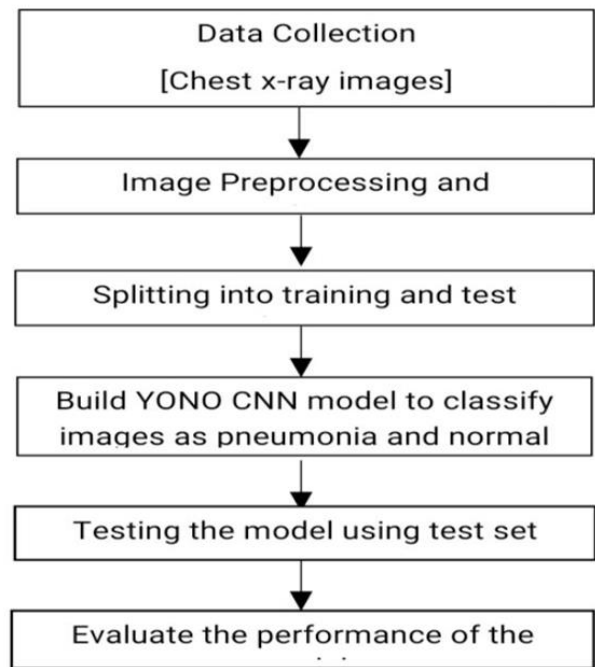 Data Collection
[Chest x-ray images]
Image Preprocessing and
Splitting into training and test
Build YONO CNN model to classify
images as pneumonia and normal
Testing the model using test set
Evaluate the performance of the